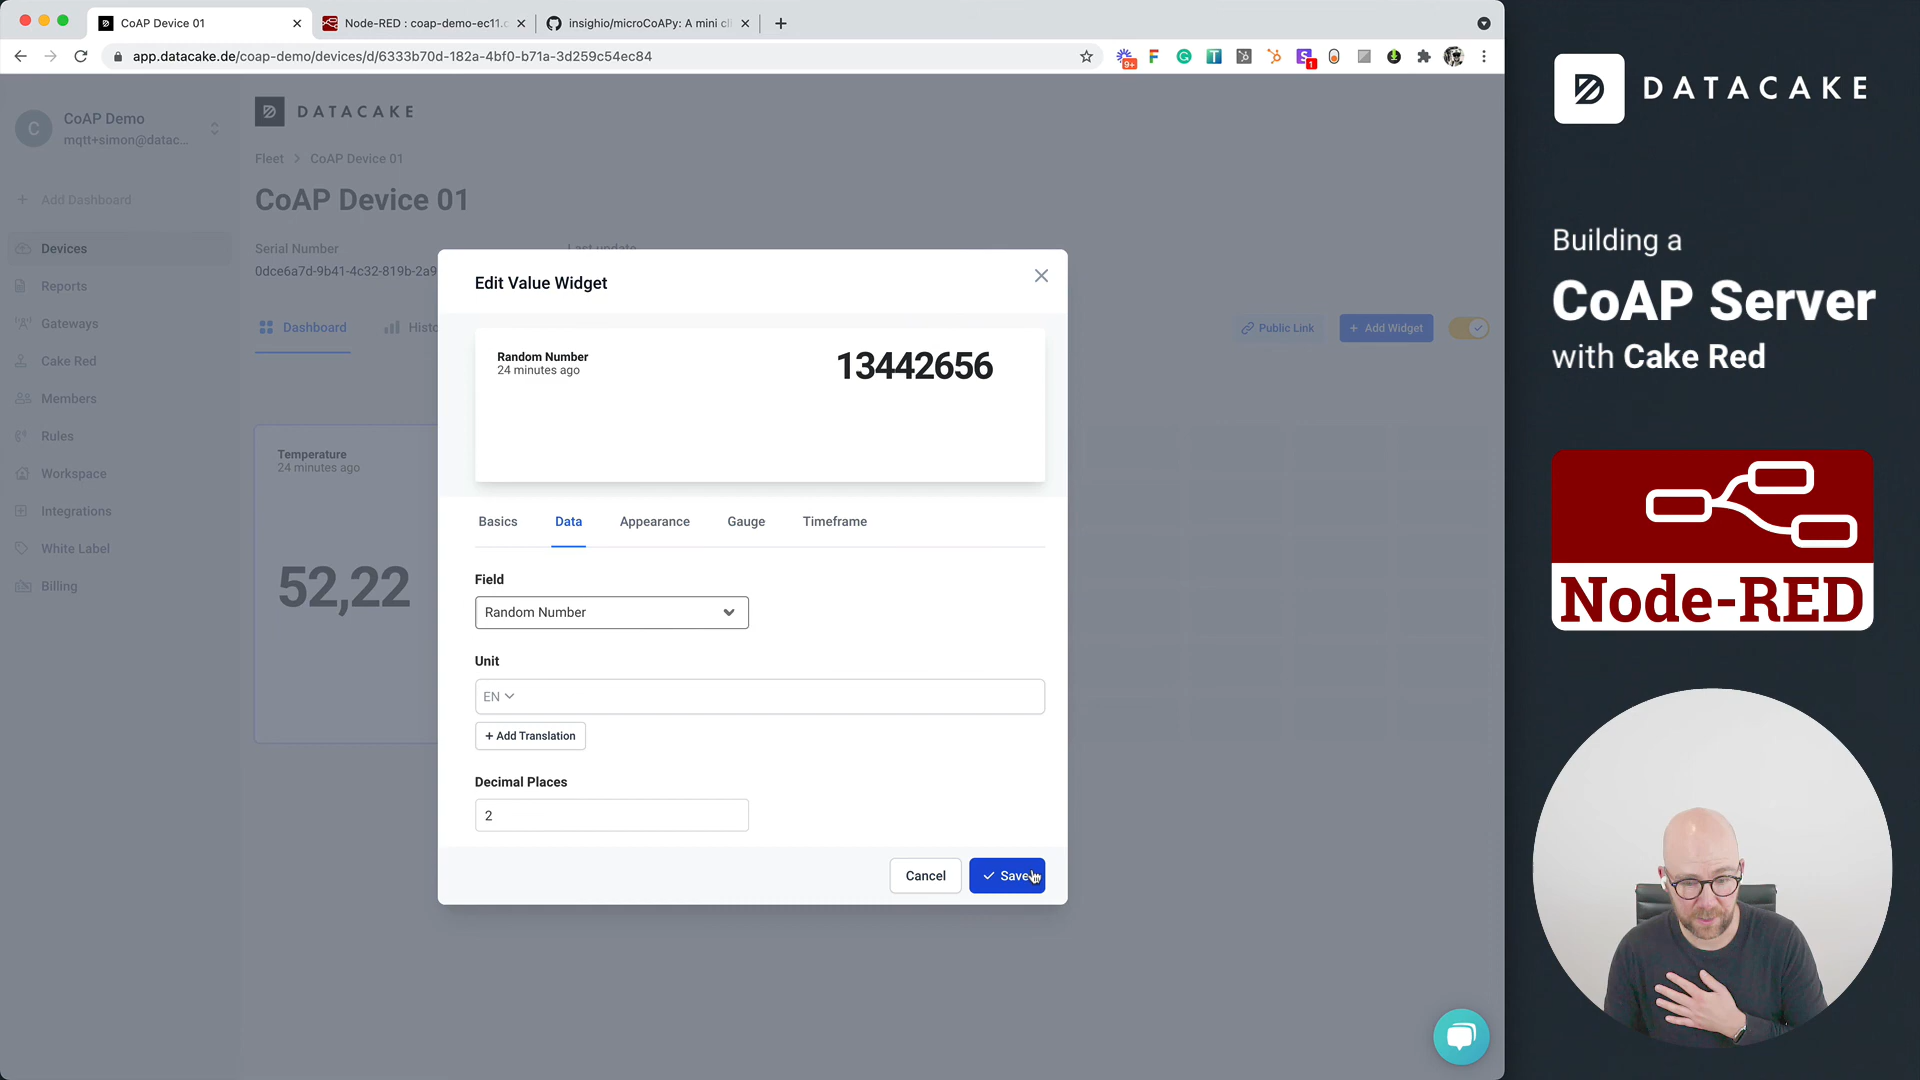 CoAP Device 01
Node-RED : coap-demo-ec11.c
insighio/microCoAPy: A mini cli
app.datacake.de/coap-demo/devices/d/6333b70d-182a-4bf0-b71a-3d259c54ec84
9+
1
C
CoAP Demo
mqtt+simon@datac...
Add Dashboard
Devices
Reports
Gateways
Cake Red
Members
Rules
Workspace
Integrations
White Label
Billing
DATACAKE
Fleet > CoAP Device 01
CoAP Device 01
Serial Number
Last update
0dce6a7d-9b41-4c32-819b-2a9
Dashboard
Histo
Public Link
+ Add Widget
Temperature
24 minutes ago
52,22
Edit Value Widget
Random Number
24 minutes ago
13442656
Basics
Data
Appearance
Gauge
Timeframe
Field
Random Number
Unit
EN
+ Add Translation
Decimal Places
2
Cancel
Save
DATACAKE
Building a
CoAP Server
with Cake Red
Node-RED